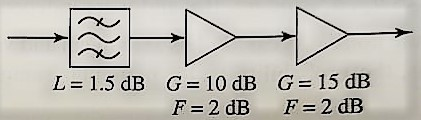 L = 1.5 dB G = 10 dB G = 15 dB
F = 2 dB F = 2 dB